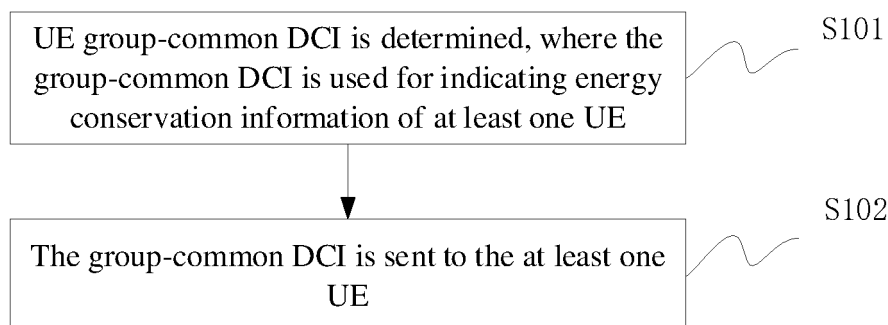 UE group-common DCI is determined, where the
group-common DCI is used for indicating energy
conservation information of at least one UE
S101
The group-common DCI is sent to the at least one
UE
S102